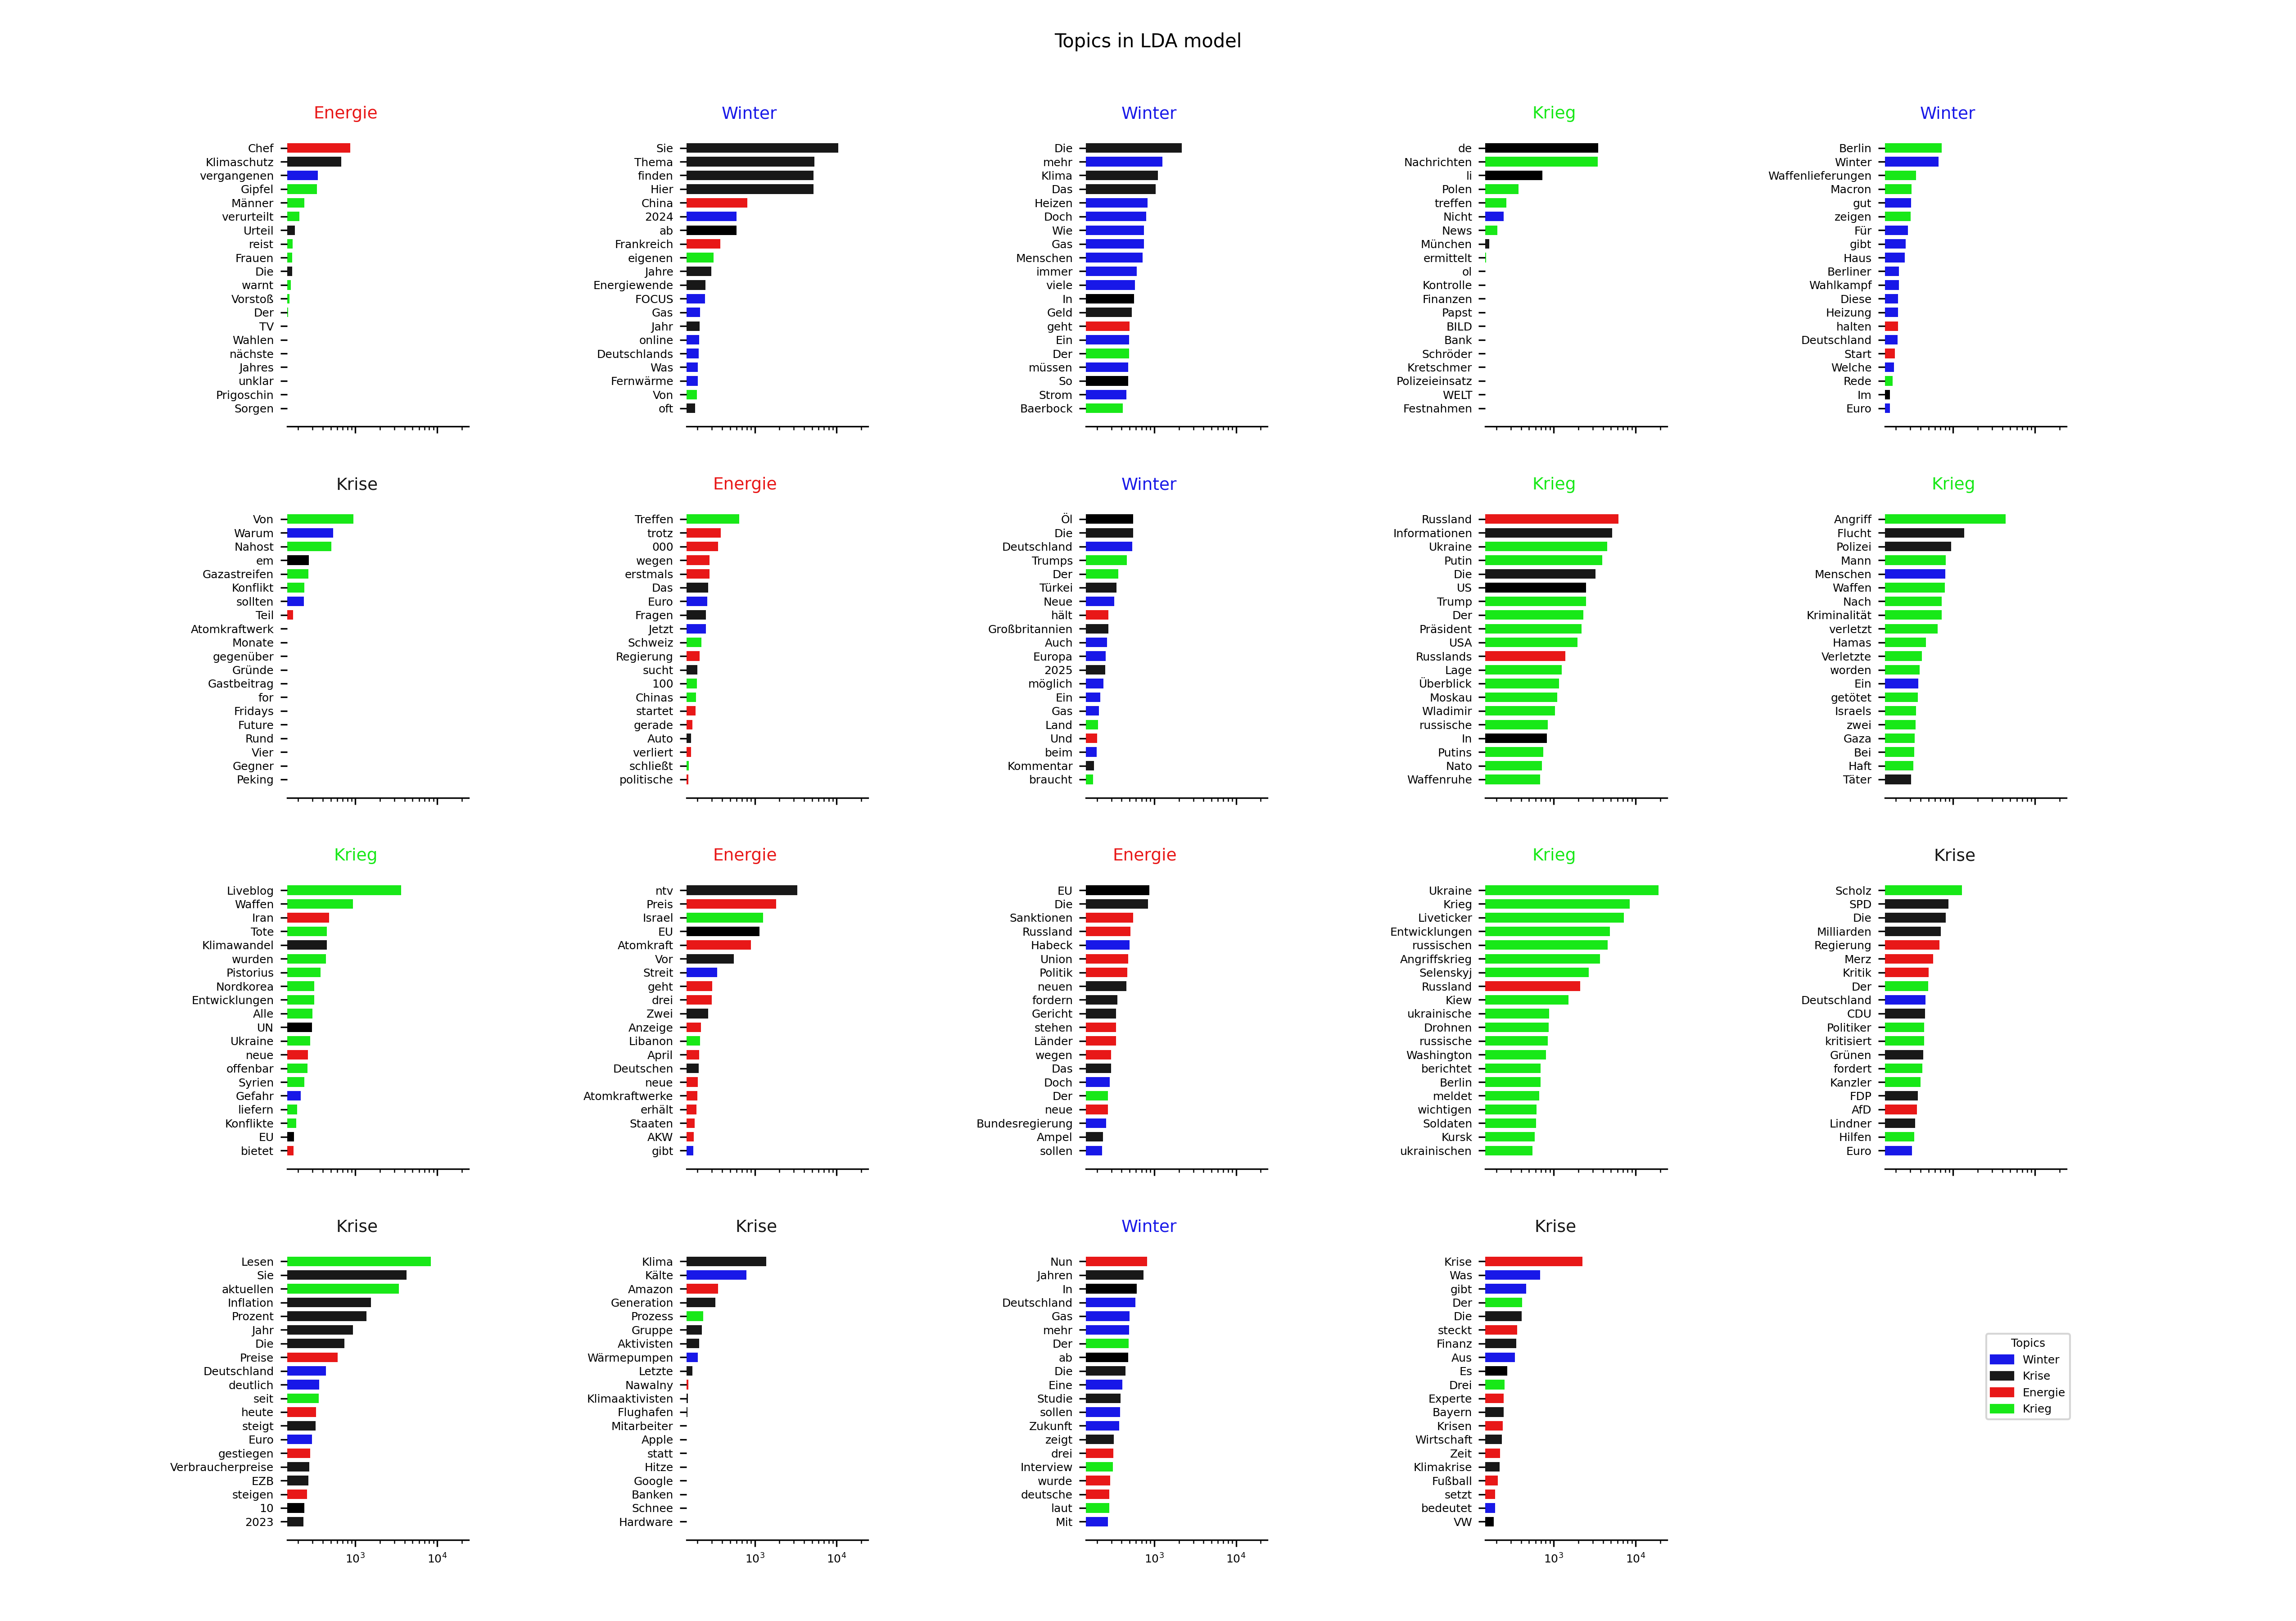 Topics in LDA model
Energie
Chef
Klimaschutz
vergangenen
Gipfel
Männer
verurteilt
Urteil
reist
Frauen
Die
warnt
Vorstoß
Der
TV
Wahlen
nächste
Jahres
unklar
Prigoschin
Sorgen
Winter
Sie
Thema
finden
Hier
China
2024
ab
Frankreich
eigenen
Jahre
Energiewende
FOCUS
Gas
Jahr
online
Deutschlands
Was
Fernwärme
Von
oft
Winter
Die
mehr
Klima
Das
Heizen
Doch
Wie
Gas
Menschen
immer
viele
In
Geld
geht
Ein
Der
müssen
So
Strom
Baerbock
Krieg
de
Nachrichten
li
Polen
treffen
Nicht
News
München
ermittelt
ol
Kontrolle
Finanzen
Papst
BILD
Bank
Schröder
Kretschmer
Polizeieinsatz
WELT
Festnahmen
Winter
Berlin
Winter
Waffenlieferungen
Macron
gut
zeigen
Für
gibt
Haus
Berliner
Wahlkampf
Diese
Heizung
halten
Deutschland
Start
Welche
Rede
Im
Euro
Krise
Von
Warum
Nahost
em
Gazastreifen
Konflikt
sollten
Teil
Atomkraftwerk
Monate
gegenüber
Gründe
Gastbeitrag
for
Fridays
Future
Rund
Vier
Gegner
Peking
Energie
Treffen
trotz
000
wegen
erstmals
Das
Euro
Fragen
Jetzt
Schweiz
Regierung
sucht
100
Chinas
startet
gerade
Auto
verliert
schließt
politische
Winter
Öl
Die
Deutschland
Trumps
Der
Türkei
Neue
hält
Großbritannien
Auch
Europa
2025
möglich
Ein
Gas
Land
Und
beim
Kommentar
braucht
Krieg
Russland
Informationen
Ukraine
Putin
Die
US
Trump
Der
Präsident
USA
Russlands
Lage
Überblick
Moskau
Wladimir
russische
In
Putins
Nato
Waffenruhe
Krieg
Angriff
Flucht
Polizei
Mann
Menschen
Waffen
Nach
Kriminalität
verletzt
Hamas
Verletzte
worden
Ein
getötet
Israels
zwei
Gaza
Bei
Haft
Täter
Krieg
Liveblog
Waffen
Iran
Tote
Klimawandel
wurden
Pistorius
Nordkorea
Entwicklungen
Alle
UN
Ukraine
neue
offenbar
Syrien
Gefahr
liefern
Konflikte
EU
bietet
Energie
ntv
Preis
Israel
EU
Atomkraft
Vor
Streit
geht
drei
Zwei
Anzeige
Libanon
April
Deutschen
neue
Atomkraftwerke
erhält
Staaten
AKW
gibt
Energie
EU
Die
Sanktionen
Russland
Habeck
Union
Politik
neuen
fordern
Gericht
stehen
Länder
wegen
Das
Doch
Der
neue
Bundesregierung
Ampel
sollen
Krieg
Ukraine
Krieg
Liveticker
Entwicklungen
russischen
Angriffskrieg
Selenskyj
Russland
Kiew
ukrainische
Drohnen
russische
Washington
berichtet
Berlin
meldet
wichtigen
Soldaten
Kursk
ukrainischen
Krise
Scholz
SPD
Die
Milliarden
Regierung
Merz
Kritik
Der
Deutschland
CDU
Politiker
kritisiert
Grünen
fordert
Kanzler
FDP
AfD
Lindner
Hilfen
Euro
Krise
Lesen
Sie
aktuellen
Inflation
Prozent
Jahr
Die
Preise
Deutschland
deutlich
seit
heute
steigt
Euro
gestiegen
Verbraucherpreise
EZB
steigen
10
2023
10³ 10⁴
Krise
Klima
Kälte
Amazon
Generation
Prozess
Gruppe
Aktivisten
Wärmepumpen
Letzte
Nawalny
Klimaaktivisten
Flughafen
Mitarbeiter
Apple
statt
Hitze
Google
Banken
Schnee
Hardware
10³ 10⁴
Winter
Nun
Jahren
In
Deutschland
Gas
mehr
Der
ab
Die
Eine
Studie
sollen
Zukunft
zeigt
drei
Interview
wurde
deutsche
laut
Mit
10³ 10⁴
Krise
Krise
Was
gibt
Der
Die
steckt
Finanz
Aus
Es
Drei
Experte
Bayern
Krisen
Wirtschaft
Zeit
Klimakrise
Fußball
setzt
bedeutet
VW
10³ 10⁴
Topics
Winter
Krise
Energie
Krieg